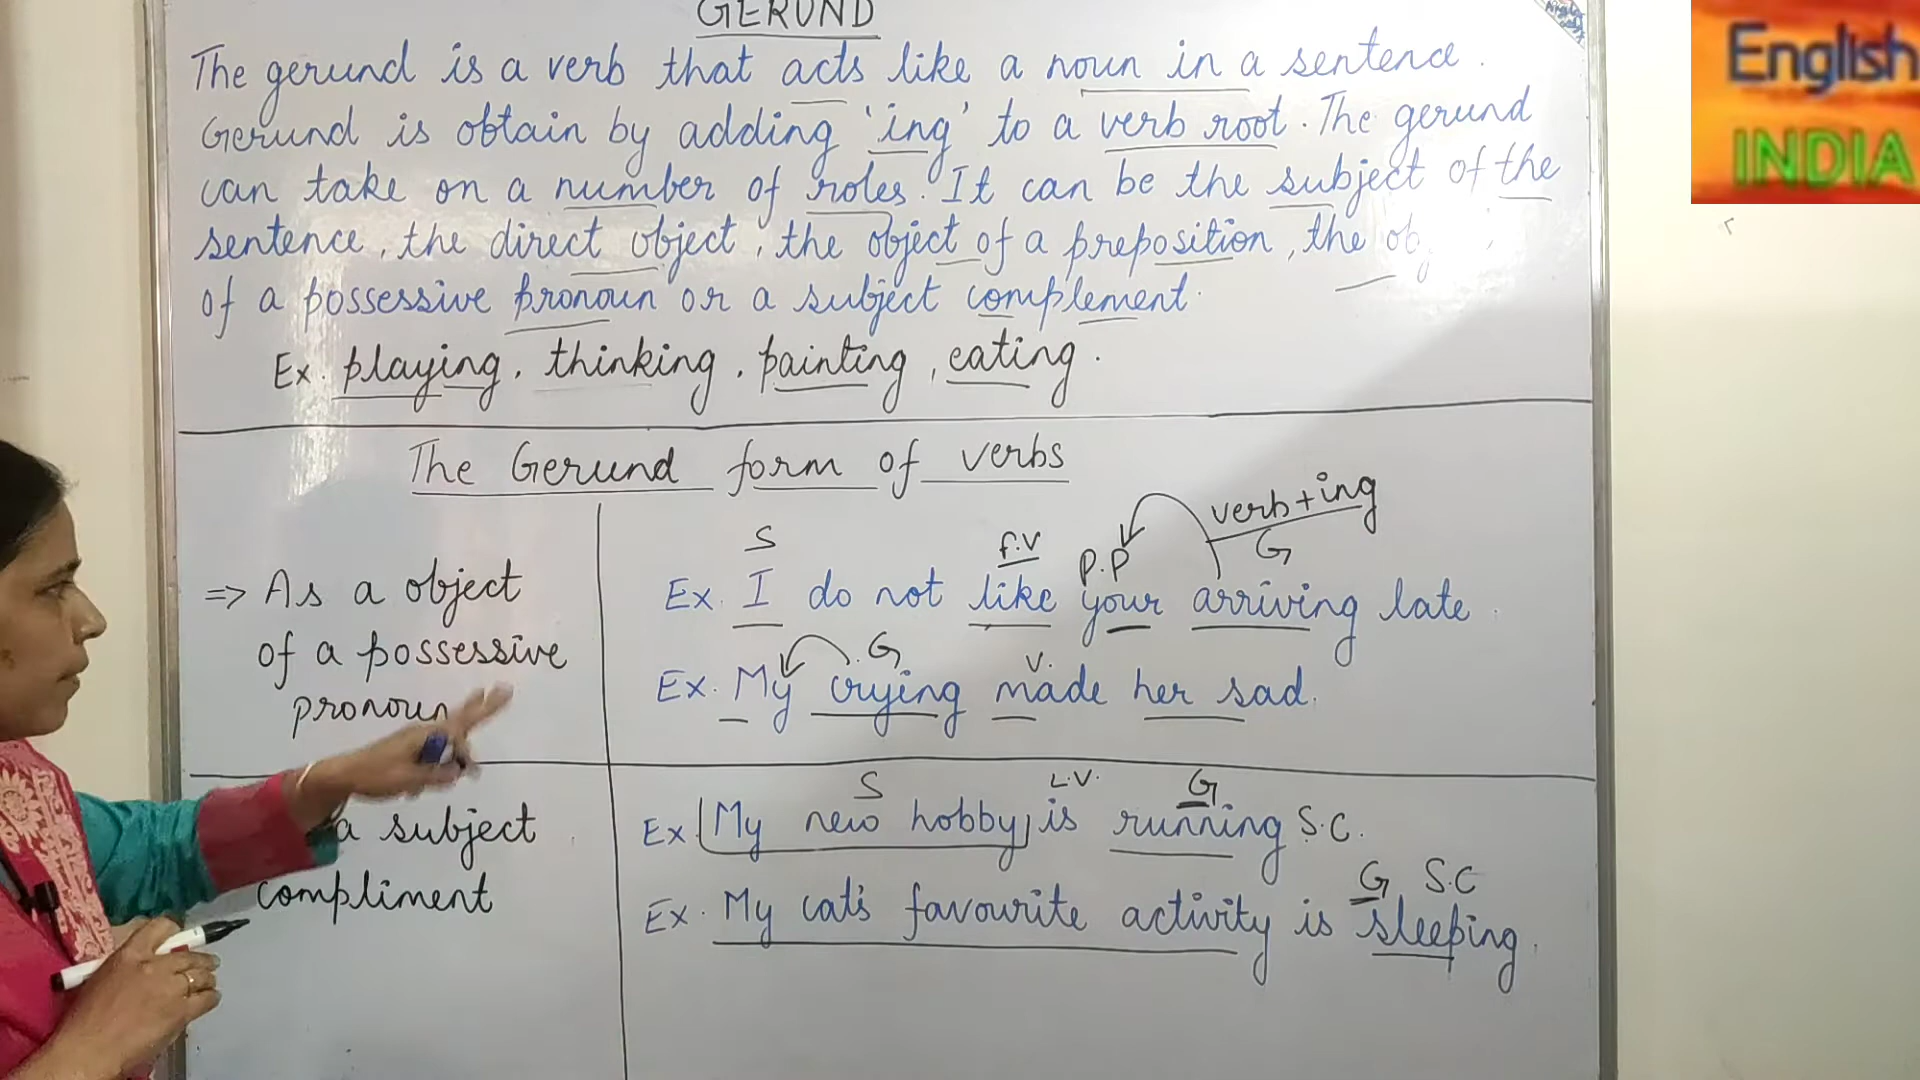 GERUND
The gerund is a verb that acts like a noun in a sentence.
Gerund is obtain by adding 'ing' to a verb root. The gerund
can take on a number of roles. It can be the subject of the
sentence, the direct object, the object of a preposition, the
of a possessive pronoun or a subject complement.
Ex. playing, thinking, painting, eating.
The Gerund form of verbs
⇒ As a object
of a possessive
pronoun
verb+ing
G
S
f.v
P.P
Ex. I do not like your arriving late.
G
V.
Ex. My crying made her sad.
a subject
compliment
S
L.V.
G
Ex My new hobby is running S.C.
G
S.C
Ex. My cat's favourite activity is sleeping.
English
INDIA